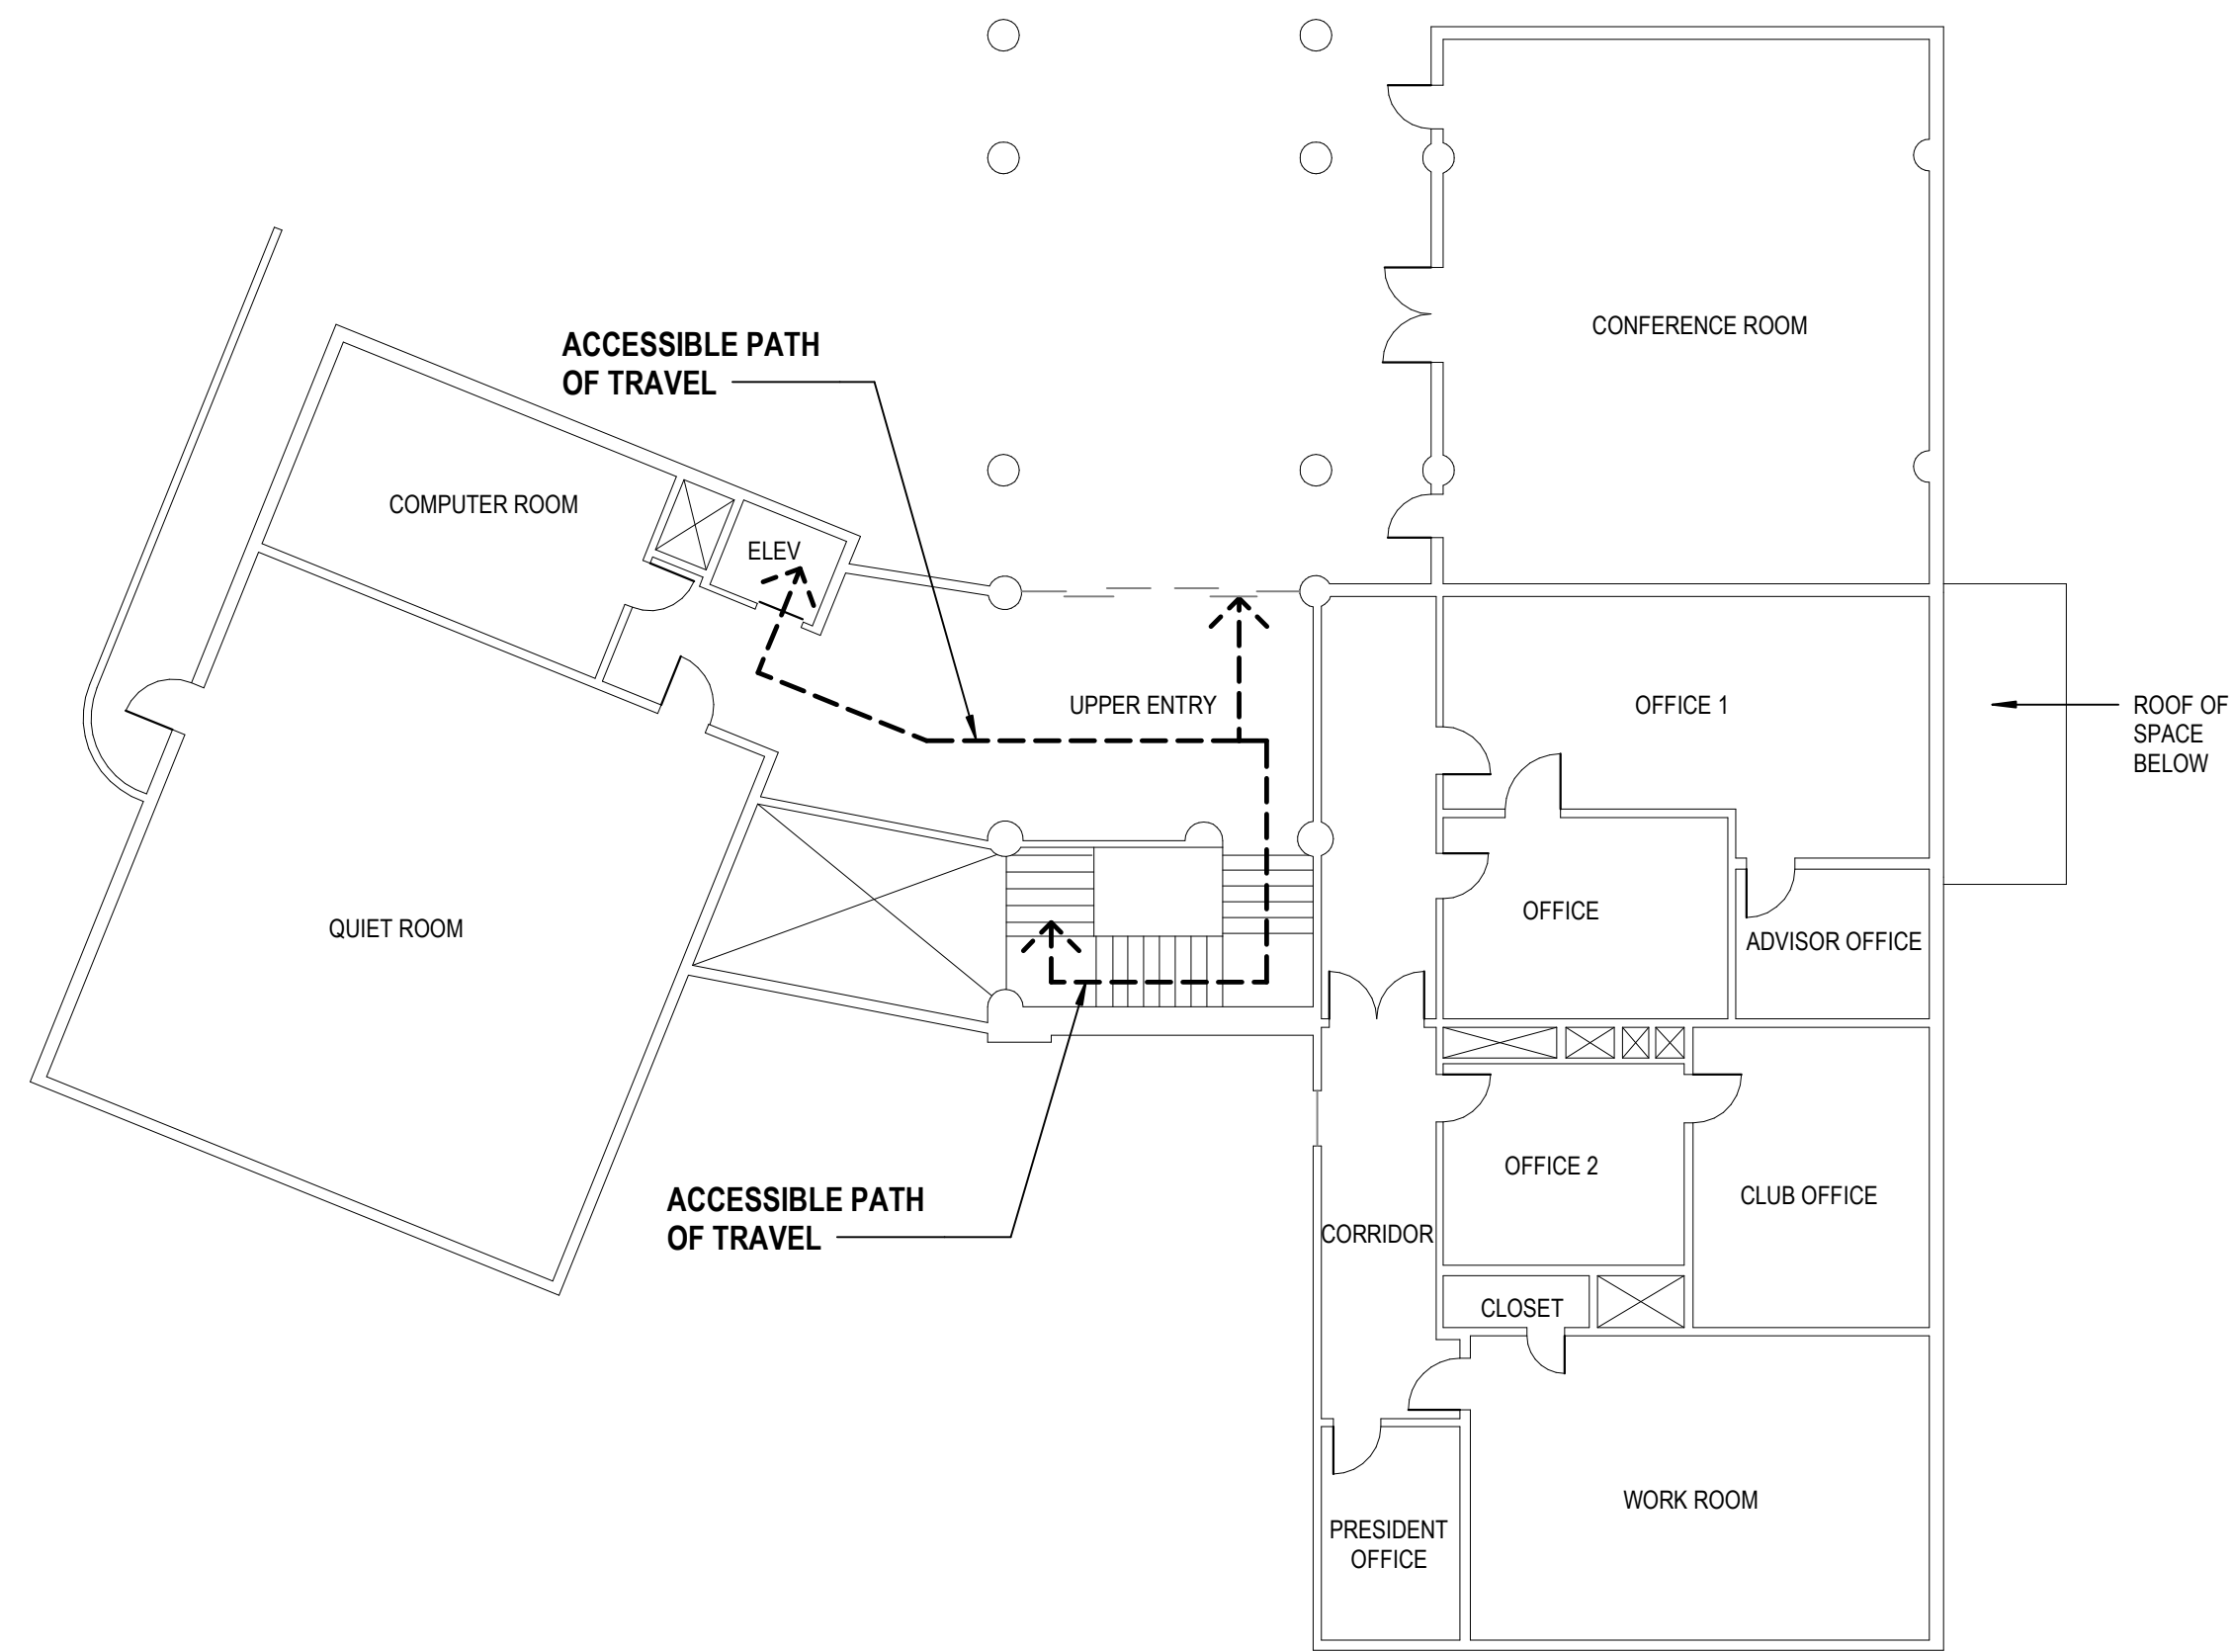 CONFERENCE ROOM
ACCESSIBLE PATH
OF TRAVEL
COMPUTER ROOM
ELEV
UPPER ENTRY
OFFICE 1
ROOF OF
SPACE
BELOW
QUIET ROOM
OFFICE
ADVISOR OFFICE
OFFICE 2
CLUB OFFICE
ACCESSIBLE PATH
OF TRAVEL
CORRIDOR
CLOSET
WORK ROOM
PRESIDENT
OFFICE